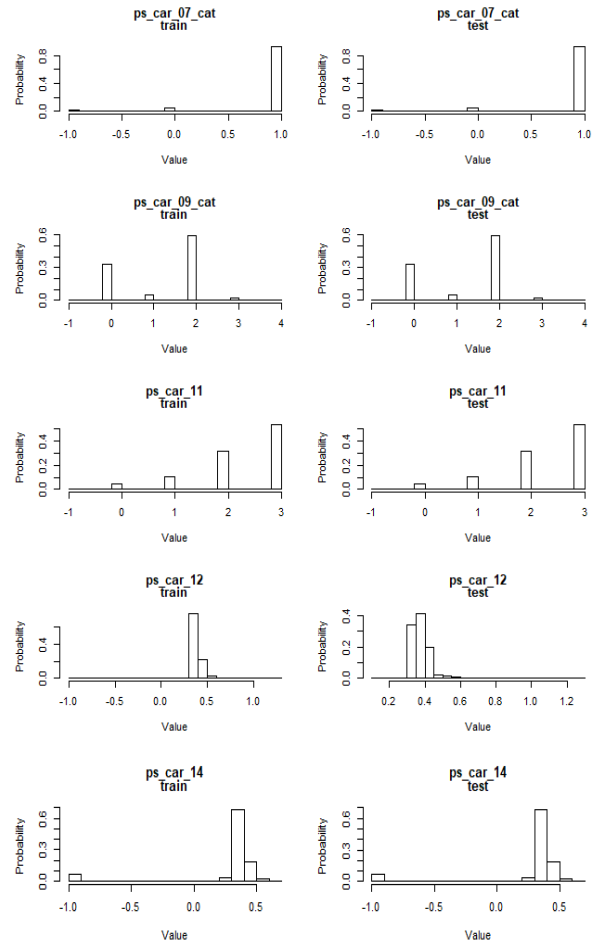 ps_car_07_cat
train
Probability
0.0 0.4 0.8
-1.0 -0.5 0.0 0.5 1.0
Value
ps_car_07_cat
test
Probability
0.0 0.4 0.8
-1.0 -0.5 0.0 0.5 1.0
Value
ps_car_09_cat
train
Probability
0.0 0.3 0.6
-1 0 1 2 3 4
Value
ps_car_09_cat
test
Probability
0.0 0.3 0.6
-1 0 1 2 3 4
Value
ps_car_11
train
Probability
0.0 0.2 0.4
-1 0 1 2 3
Value
ps_car_11
test
Probability
0.0 0.2 0.4
-1 0 1 2 3
Value
ps_car_12
train
Probability
0.0 0.4
-1.0 -0.5 0.0 0.5 1.0
Value
ps_car_12
test
Probability
0.0 0.2 0.4
0.2 0.4 0.6 0.8 1.0 1.2
Value
ps_car_14
train
Probability
0.0 0.3 0.6
-1.0 -0.5 0.0 0.5
Value
ps_car_14
test
Probability
0.0 0.3 0.6
-1.0 -0.5 0.0 0.5
Value